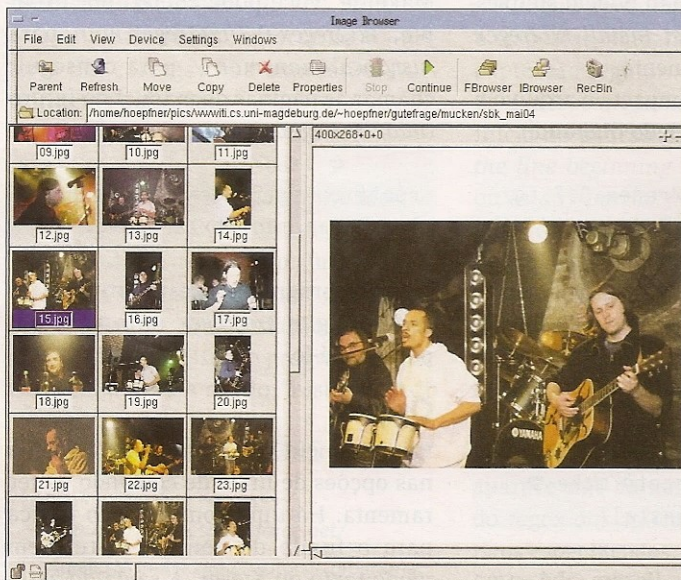 Image Browser
File Edit View Device Settings Windows
Parent Refresh Move Copy Delete Properties Stop Continue FBrowser IBrowser RecBin
Location: /home/hoepfner/pics/wwwiti.cs.uni-magdeburg.de/~hoepfner/gutefrage/mucken/sbk_mai04
400x268+0+0
09.jpg 10.jpg 11.jpg
12.jpg 13.jpg 14.jpg
15.jpg 16.jpg 17.jpg
18.jpg 19.jpg 20.jpg
21.jpg 22.jpg 23.jpg
YAMAHA